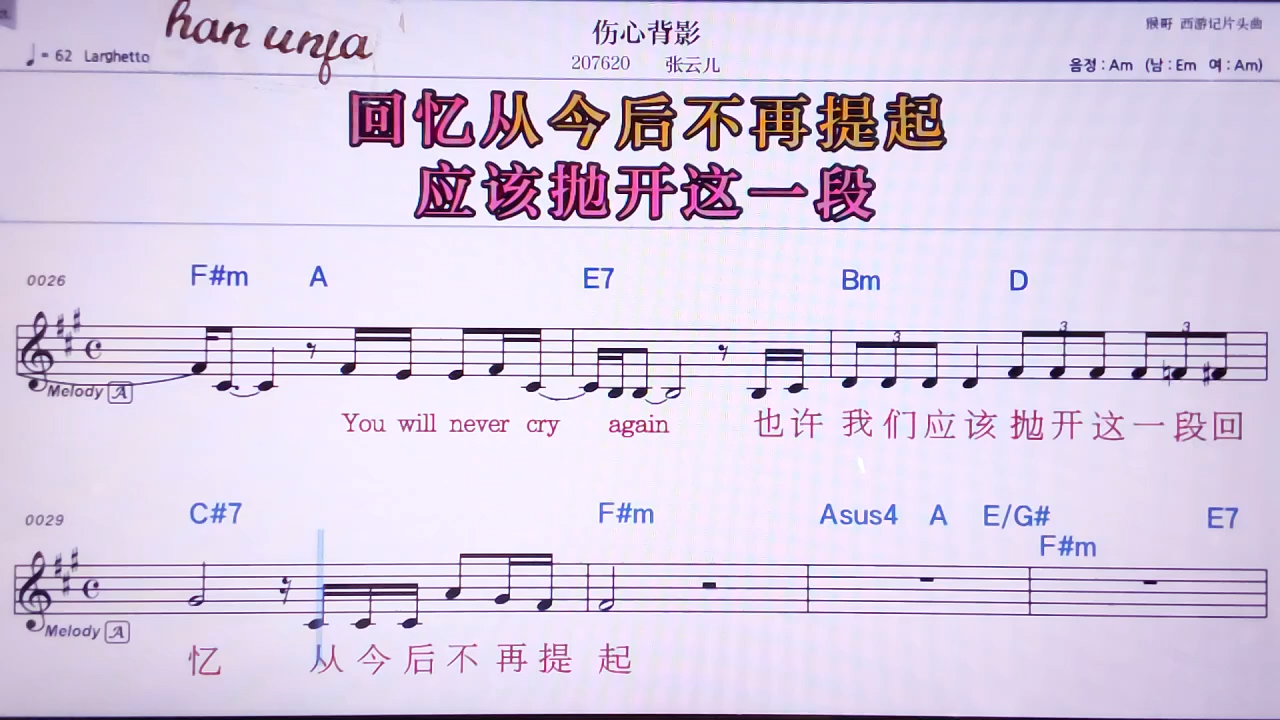 han unja
伤心背影
西游记片头曲
♩= 62 Larghetto
207620 张云儿
음정 : Am (남 : Em 여 : Am)
回忆从今后不再提起
应该抛开这一段
0026 F#m A E7 Bm D
3 3 3
Melody A
You will never cry again 也许我们应该抛开这一段回
0029 C#7 F#m Asus4 A E/G# E7
F#m
Melody A
忆 从今后不再提起